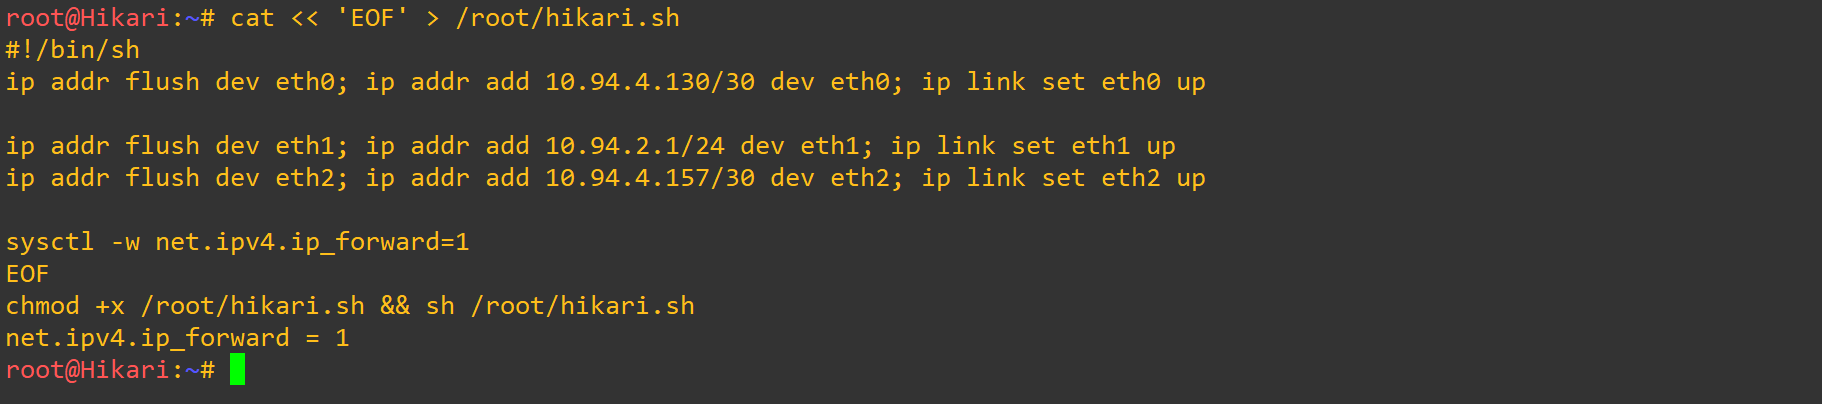 root@Hikari:~# cat << 'EOF' > /root/hikari.sh
#!/bin/sh
ip addr flush dev eth0; ip addr add 10.94.4.130/30 dev eth0; ip link set eth0 up
ip addr flush dev eth1; ip addr add 10.94.2.1/24 dev eth1; ip link set eth1 up
ip addr flush dev eth2; ip addr add 10.94.4.157/30 dev eth2; ip link set eth2 up
sysctl -w net.ipv4.ip_forward=1
EOF
chmod +x /root/hikari.sh && sh /root/hikari.sh
net.ipv4.ip_forward = 1
root@Hikari:~#